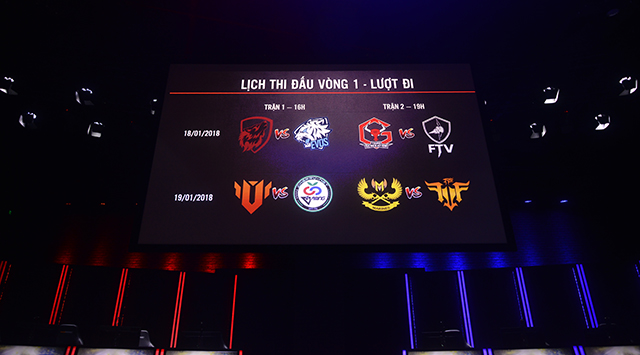 LỊCH THI ĐẤU VÒNG 1 - LƯỢT ĐI
TRẬN 1 – 16H
TRẬN 2 – 19H
18/01/2018
VS
EVOS
VS
FTV
19/01/2018
VS
VS